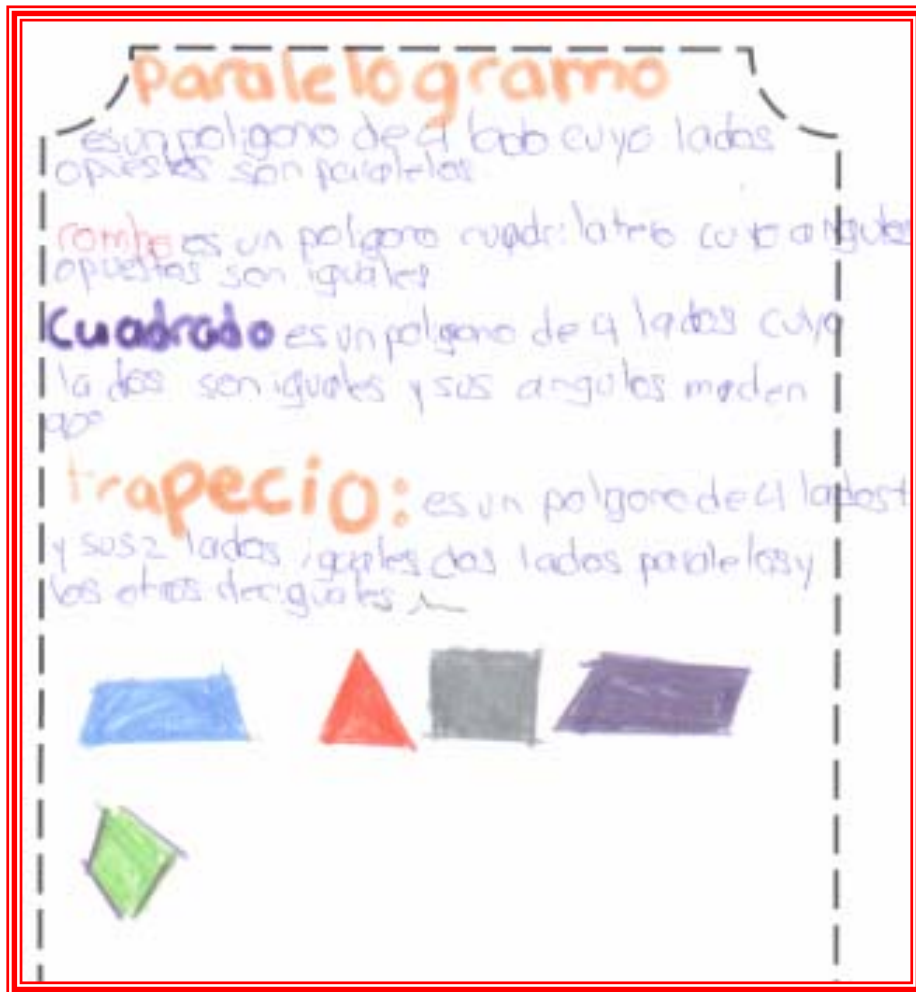 paralelogramo
es un poligono de 4 lado cuyo lados
opuestos son paralelos
rombo es un poligono cuadrilatero cuyo angulos
opuestos son iguales
Cuadrado es un poligono de 4 lados cuyo
lados son iguales y sus angulos miden
90°
trapecio: es un poligono de 4 lados
y sus 2 lados iguales dos lados paralelos y
los otros